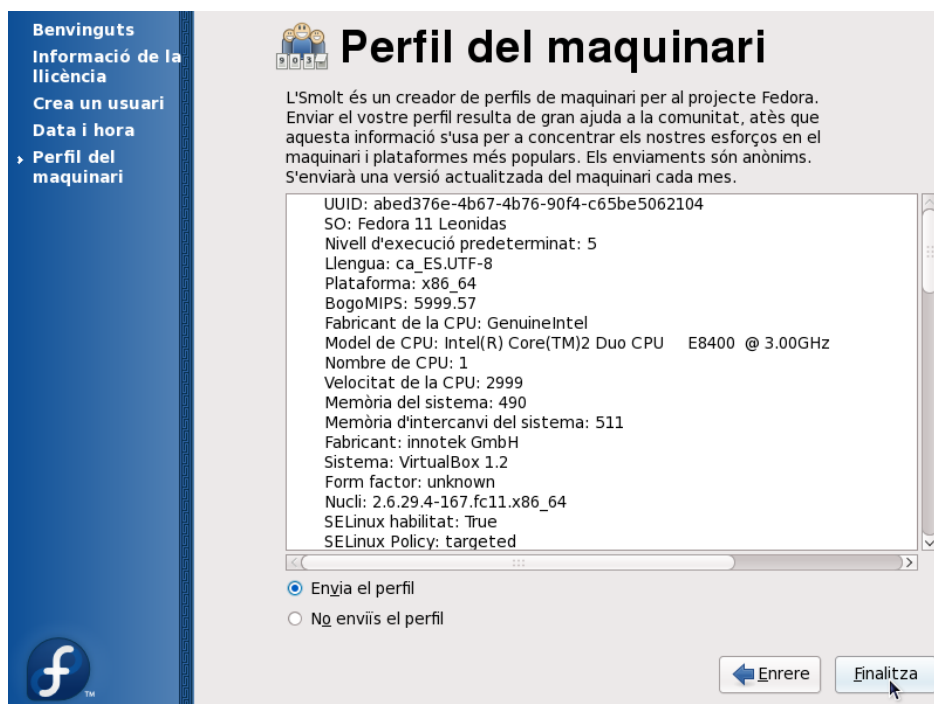 Benvinguts
Informació de la
llicència
Crea un usuari
Data i hora
Perfil del
maquinari
Perfil del maquinari
L'Smolt és un creador de perfils de maquinari per al projecte Fedora.
Enviar el vostre perfil resulta de gran ajuda a la comunitat, atès que
aquesta informació s'usa per a concentrar els nostres esforços en el
maquinari i plataformes més populars. Els enviaments són anònims.
S'enviarà una versió actualitzada del maquinari cada mes.
UUID: abed376e-4b67-4b76-90f4-c65be5062104
SO: Fedora 11 Leonidas
Nivell d'execució predeterminat: 5
Llengua: ca_ES.UTF-8
Plataforma: x86_64
BogoMIPS: 5999.57
Fabricant de la CPU: GenuineIntel
Model de CPU: Intel(R) Core(TM)2 Duo CPU     E8400  @ 3.00GHz
Nombre de CPU: 1
Velocitat de la CPU: 2999
Memòria del sistema: 490
Memòria d'intercanvi del sistema: 511
Fabricant: innotek GmbH
Sistema: VirtualBox 1.2
Form factor: unknown
Nucli: 2.6.29.4-167.fc11.x86_64
SELinux habilitat: True
SELinux Policy: targeted
Envia el perfil
No enviïs el perfil
Enrere
Finalitza
TM